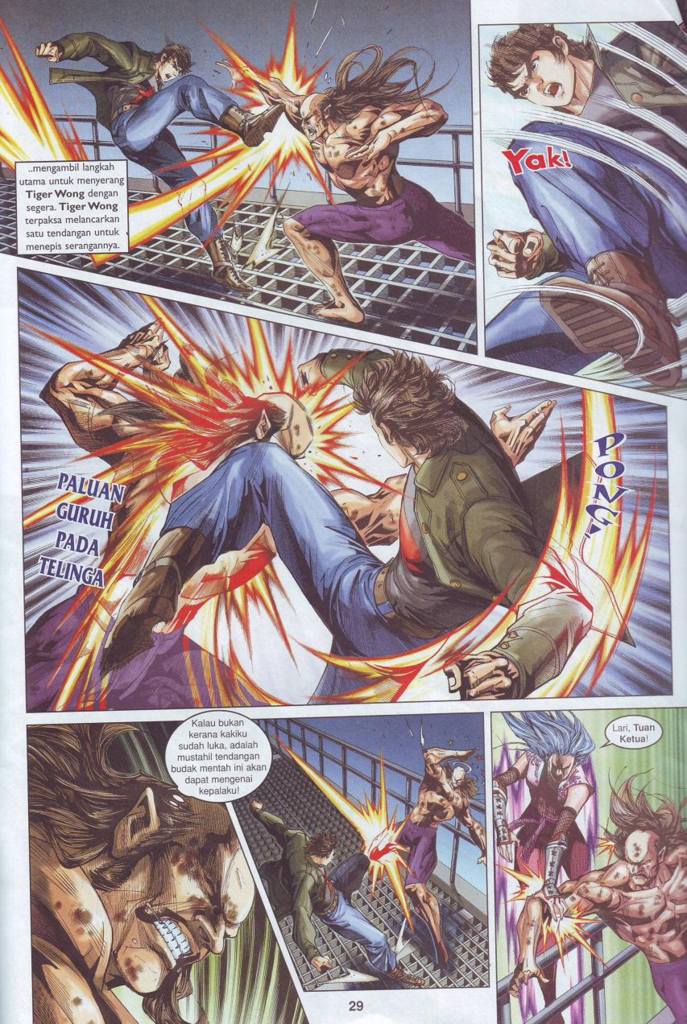 ..mengambil langkah
utama untuk menyerang
Tiger Wong dengan
segera. Tiger Wong
terpaksa melancarkan
satu tendangan untuk
menepis serangannya.
Yak!
PALUAN
GURUH
PADA
TELINGA
PONG!
Kalau bukan
kerana kakiku
sudah luka, adalah
mustahil tendangan
budak mentah ini akan
dapat mengenai
kepalaku!
Lari, Tuan
Ketua!
29